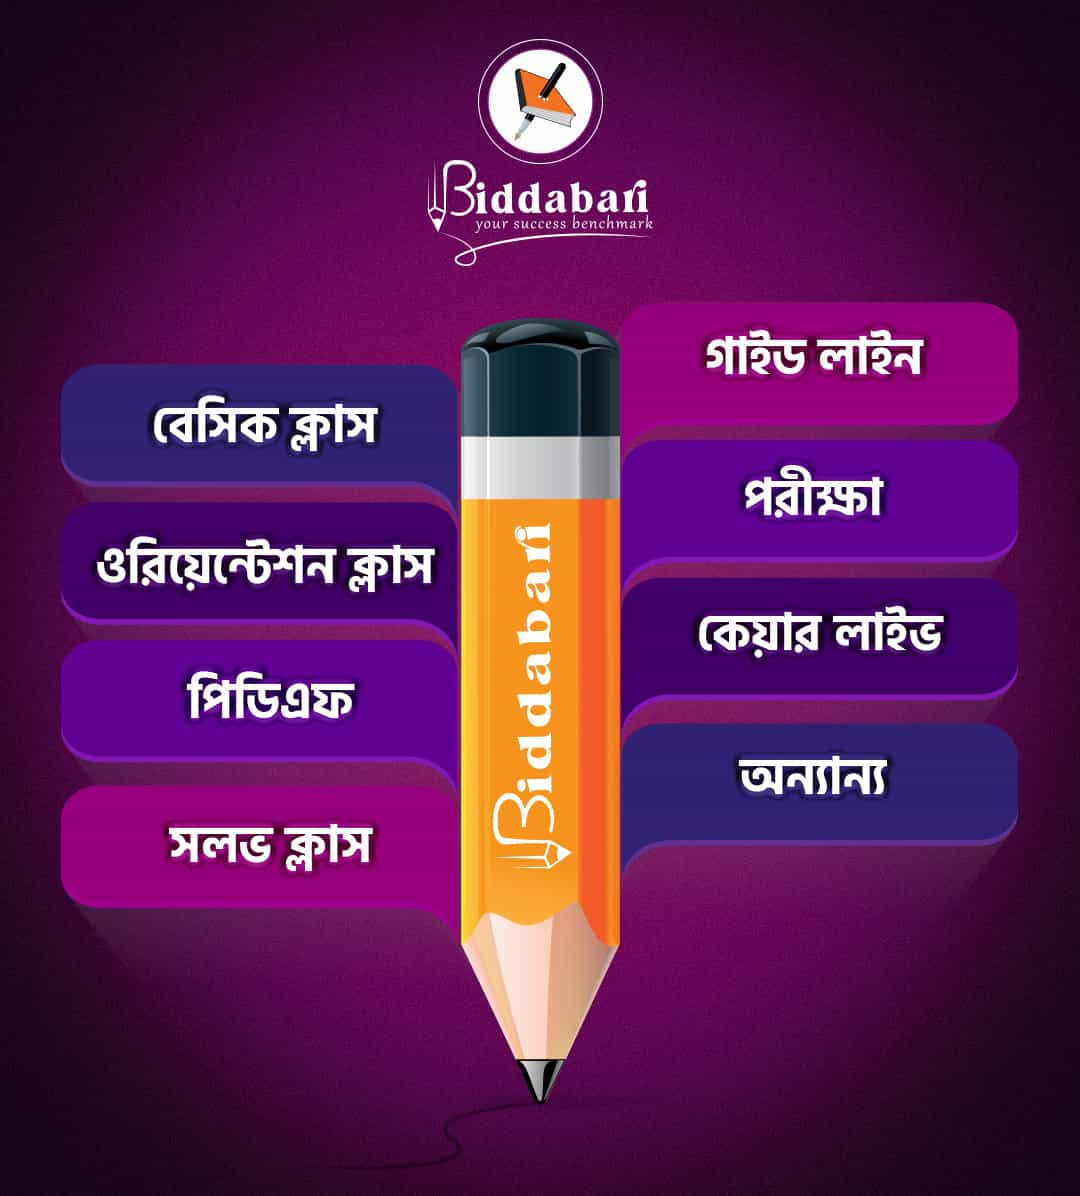 Biddabari
your success benchmark
বেসিক ক্লাস
ওরিয়েন্টেশন ক্লাস
পিডিএফ
সলভ ক্লাস
Biddabari
গাইড লাইন
পরীক্ষা
কেয়ার লাইভ
অন্যান্য